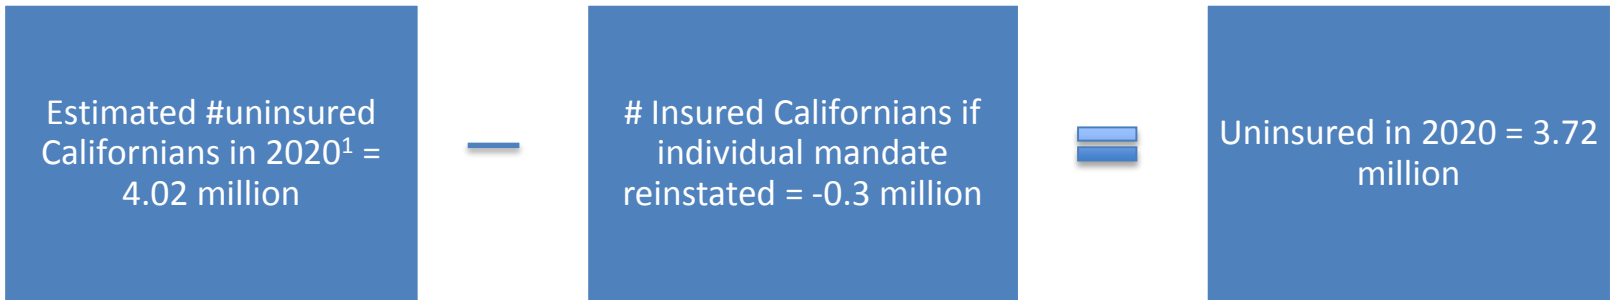 Estimated #uninsured
Californians in 2020¹ =
4.02 million
# Insured Californians if
individual mandate
reinstated = -0.3 million
Uninsured in 2020 = 3.72
million